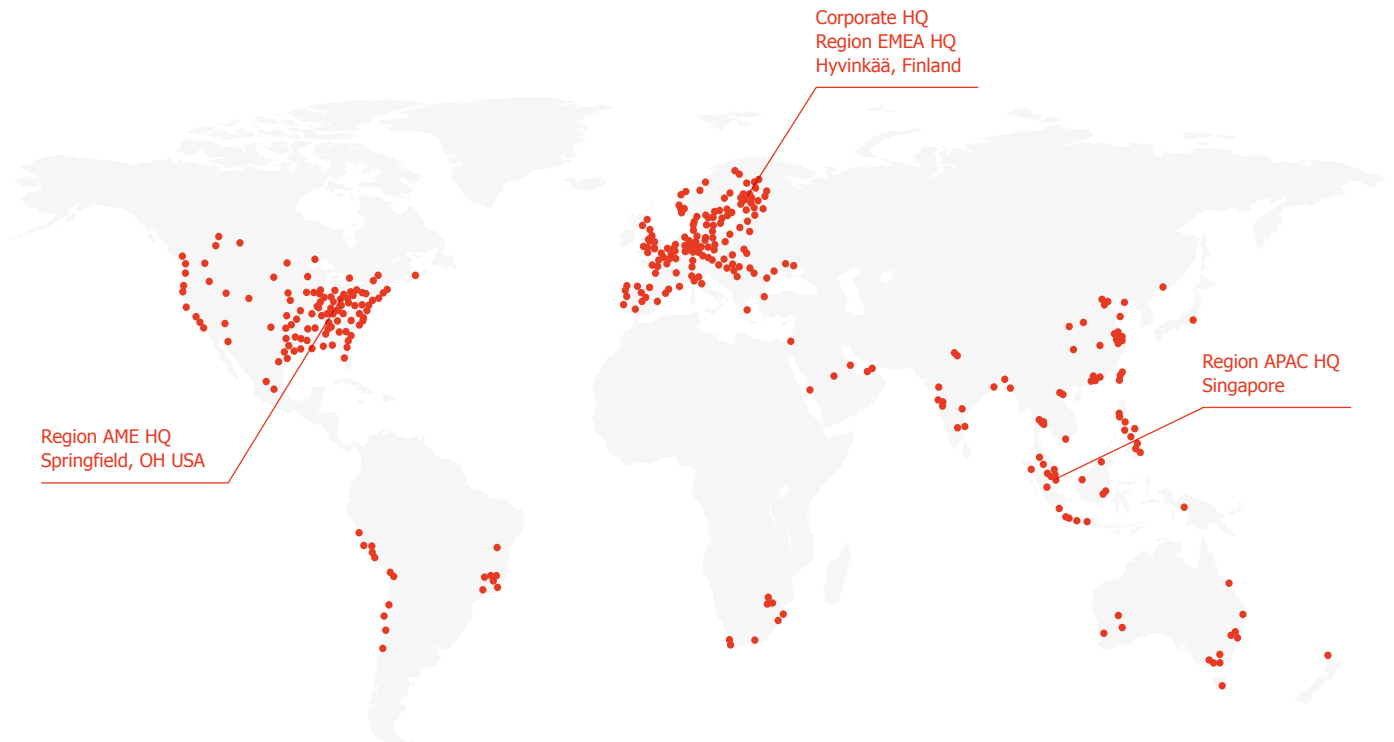 Corporate HQ
Region EMEA HQ
Hyvinkää, Finland
Region APAC HQ
Singapore
Region AME HQ
Springfield, OH USA